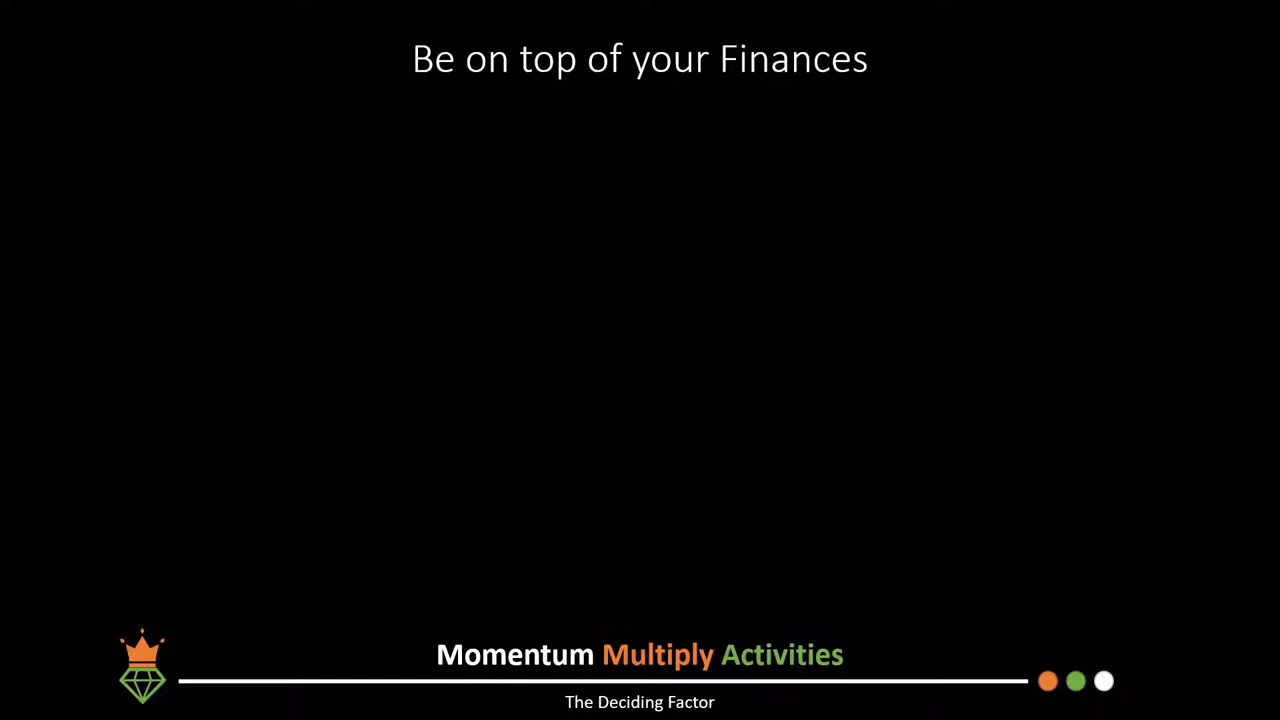 Be on top of your Finances
Momentum Multiply Activities
The Deciding Factor